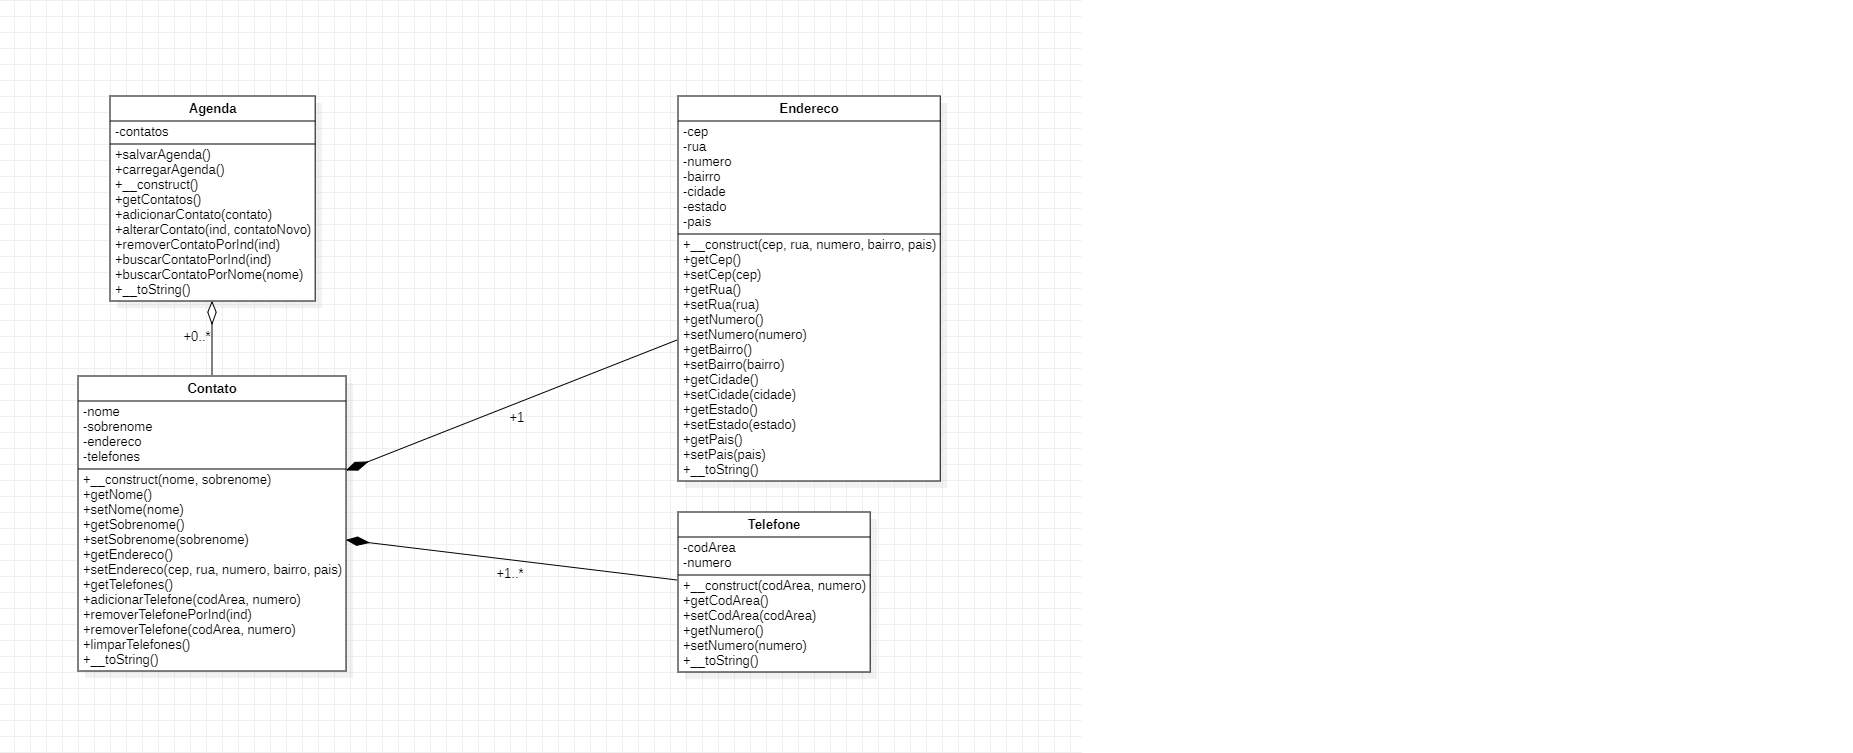 Agenda
-contatos
+salvarAgenda()
+carregarAgenda()
+__construct()
+getContatos()
+adicionarContato(contato)
+alterarContato(ind, contatoNovo)
+removerContatoPorInd(ind)
+buscarContatoPorInd(ind)
+buscarContatoPorNome(nome)
+__toString()
+0..*
Contato
-nome
-sobrenome
-endereco
-telefones
+__construct(nome, sobrenome)
+getNome()
+setNome(nome)
+getSobrenome()
+setSobrenome(sobrenome)
+getEndereco()
+setEndereco(cep, rua, numero, bairro, pais)
+getTelefones()
+adicionarTelefone(codArea, numero)
+removerTelefonePorInd(ind)
+removerTelefone(codArea, numero)
+limparTelefones()
+__toString()
+1
+1..*
Endereco
-cep
-rua
-numero
-bairro
-cidade
-estado
-pais
+__construct(cep, rua, numero, bairro, pais)
+getCep()
+setCep(cep)
+getRua()
+setRua(rua)
+getNumero()
+setNumero(numero)
+getBairro()
+setBairro(bairro)
+getCidade()
+setCidade(cidade)
+getEstado()
+setEstado(estado)
+getPais()
+setPais(pais)
+__toString()
Telefone
-codArea
-numero
+__construct(codArea, numero)
+getCodArea()
+setCodArea(codArea)
+getNumero()
+setNumero(numero)
+__toString()